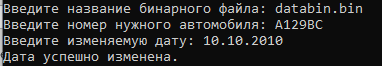 Введите название бинарного файла: databin.bin
Введите номер нужного автомобиля: A129BC
Введите изменяемую дату: 10.10.2010
Дата успешно изменена.